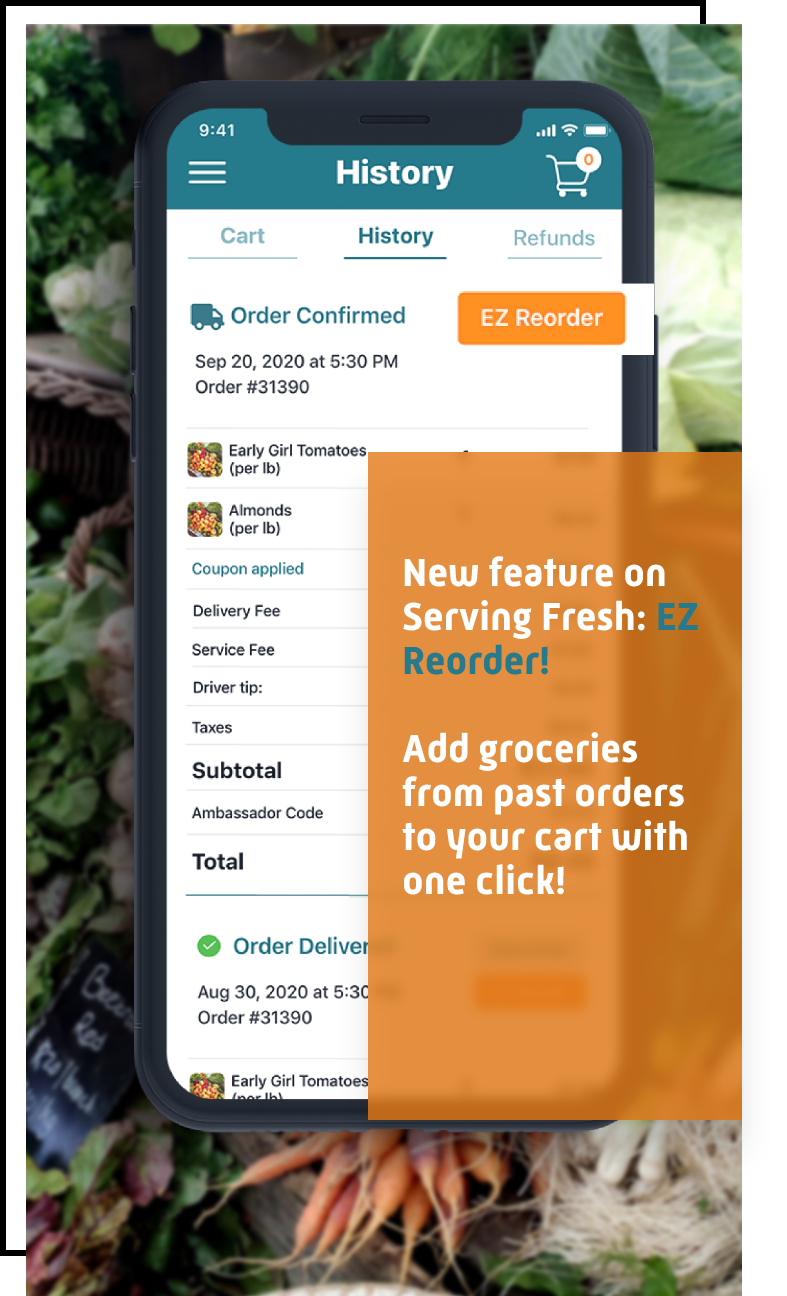 9:41
History
0
Cart
History
Refunds
Order Confirmed
EZ Reorder
Sep 20, 2020 at 5:30 PM
Order #31390
Early Girl Tomatoes
(per lb)
Almonds
(per lb)
Coupon applied
Delivery Fee
Service Fee
Driver tip:
Taxes
Subtotal
Ambassador Code
Total
New feature on
Serving Fresh: EZ
Reorder!
Add groceries
from past orders
to your cart with
one click!
Order Deliver
Aug 30, 2020 at 5:30
Order #31390
Early Girl Tomatoes
(per lb)
Red